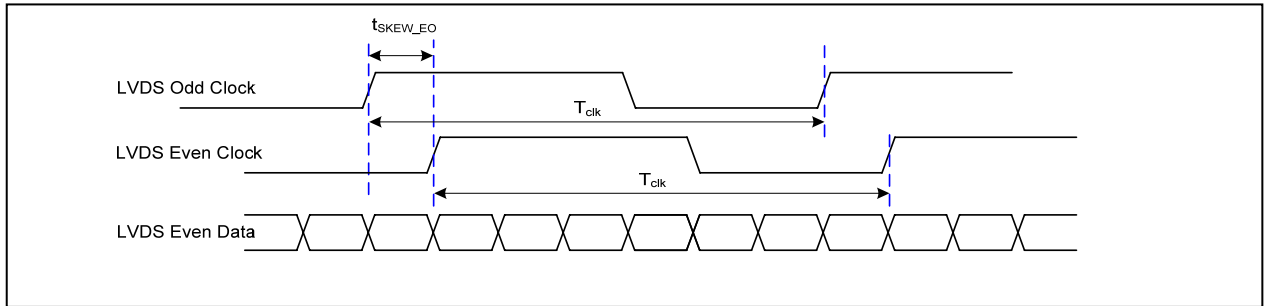 tSKEW_EO
LVDS Odd Clock
Tclk
LVDS Even Clock
Tclk
LVDS Even Data